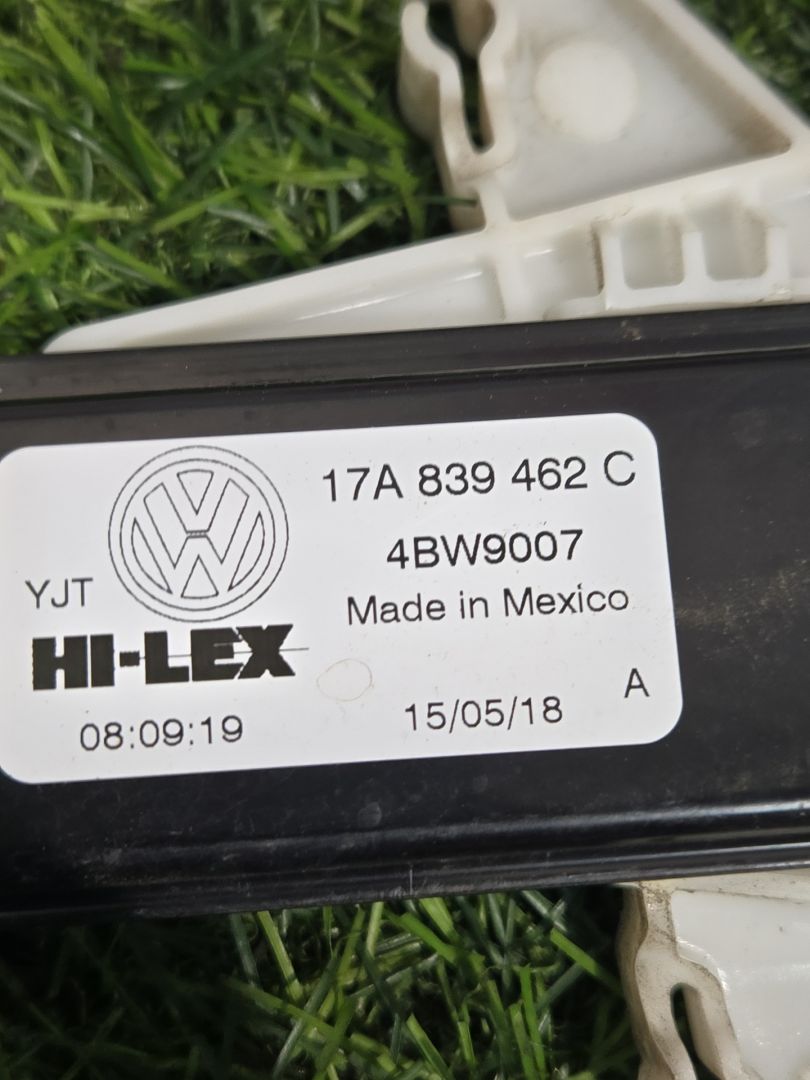 17A 839 462 C
4BW9007
YJT
Made in Mexico
HI-LEX
A
08:09:19
15/05/18